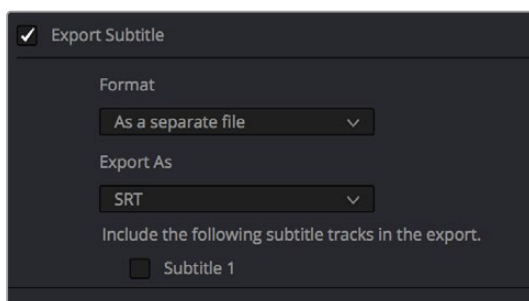 Export Subtitle
Format
As a separate file
Export As
SRT
Include the following subtitle tracks in the export.
Subtitle 1